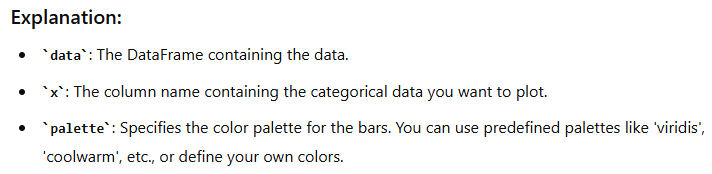 Explanation:
• `data`: The DataFrame containing the data.
• `x`: The column name containing the categorical data you want to plot.
• `palette`: Specifies the color palette for the bars. You can use predefined palettes like 'viridis',
'coolwarm', etc., or define your own colors.